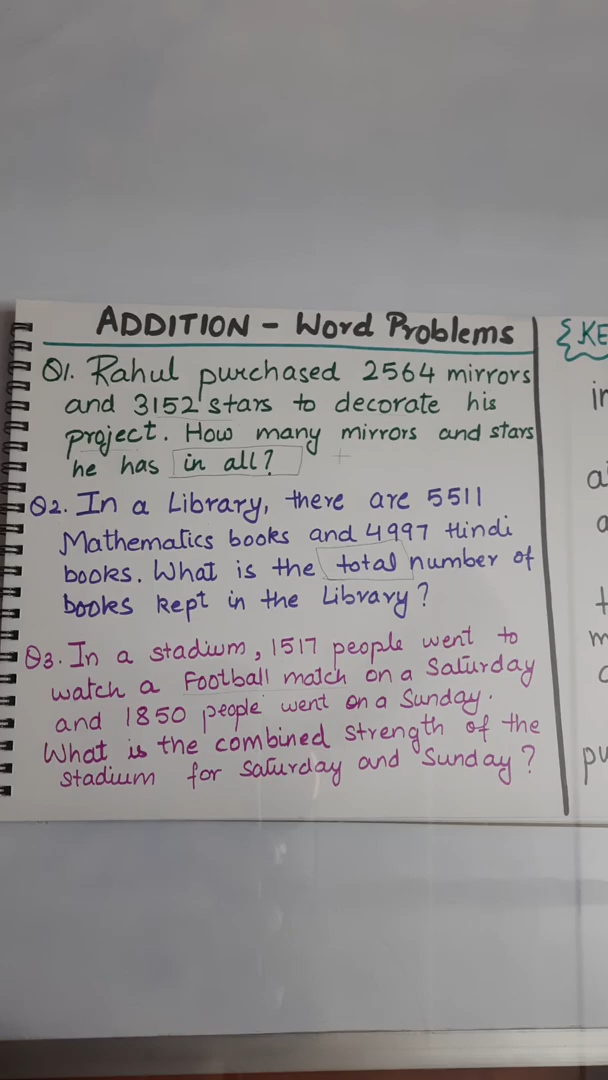 ADDITION - Word Problems
Q1. Rahul purchased 2564 mirrors
and 3152 stars to decorate his
project. How many mirrors and stars
he has in all?
Q2. In a Library, there are 5511
Mathematics books and 4997 Hindi
books. What is the total number of
books kept in the Library?
Q3. In a stadium, 1517 people went to
watch a Football match on a Saturday
and 1850 people went on a Sunday.
What is the combined strength of the
stadium for Saturday and Sunday?